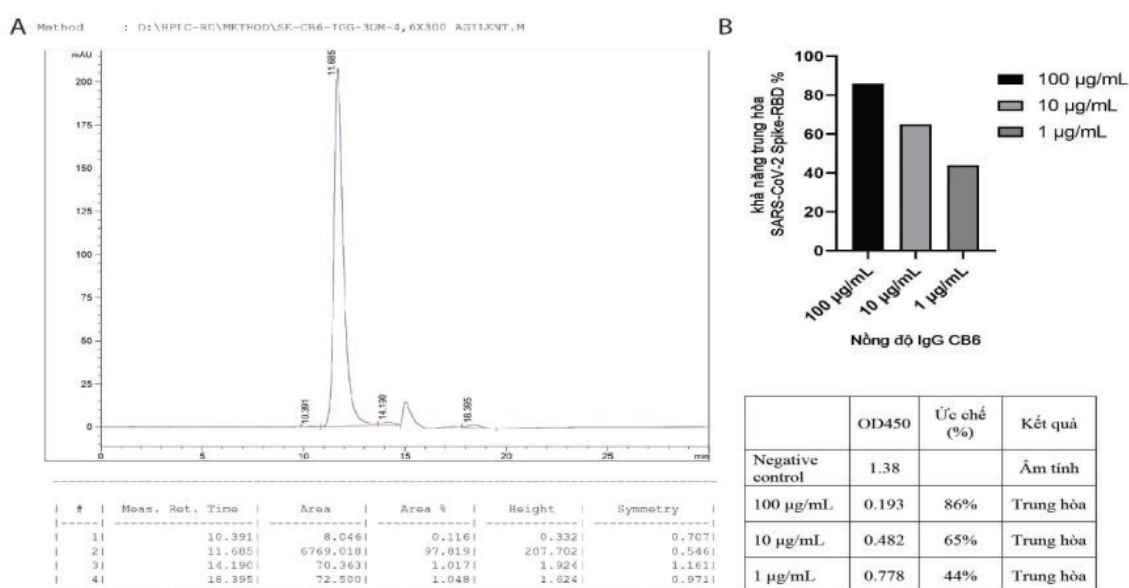 A
Method : D:\HPLC-RD\METHOD\SE-CB6-IGG-3UM-4,6X300 AGILENT.M
mAU
200
175
150
125
100
75
50
25
0
11.685
10.391
14.190
18.395
0 5 10 15 20 25 min
# Meas. Ret. Time Area Area % Height Symmetry
1 10.391 8.046 0.116 0.332 0.707
2 11.685 6769.018 97.819 207.702 0.546
3 14.190 70.363 1.017 1.924 1.161
4 18.395 72.500 1.048 1.624 0.971
B
khả năng trung hòa
SARS-CoV-2 Spike-RBD %
100
80
60
40
20
0
100 µg/mL
10 µg/mL
1 µg/mL
100 µg/mL 10 µg/mL 1 µg/mL
Nồng độ IgG CB6
OD450 Ức chế (%) Kết quả
Negative control 1.38 Âm tính
100 µg/mL 0.193 86% Trung hòa
10 µg/mL 0.482 65% Trung hòa
1 µg/mL 0.778 44% Trung hòa